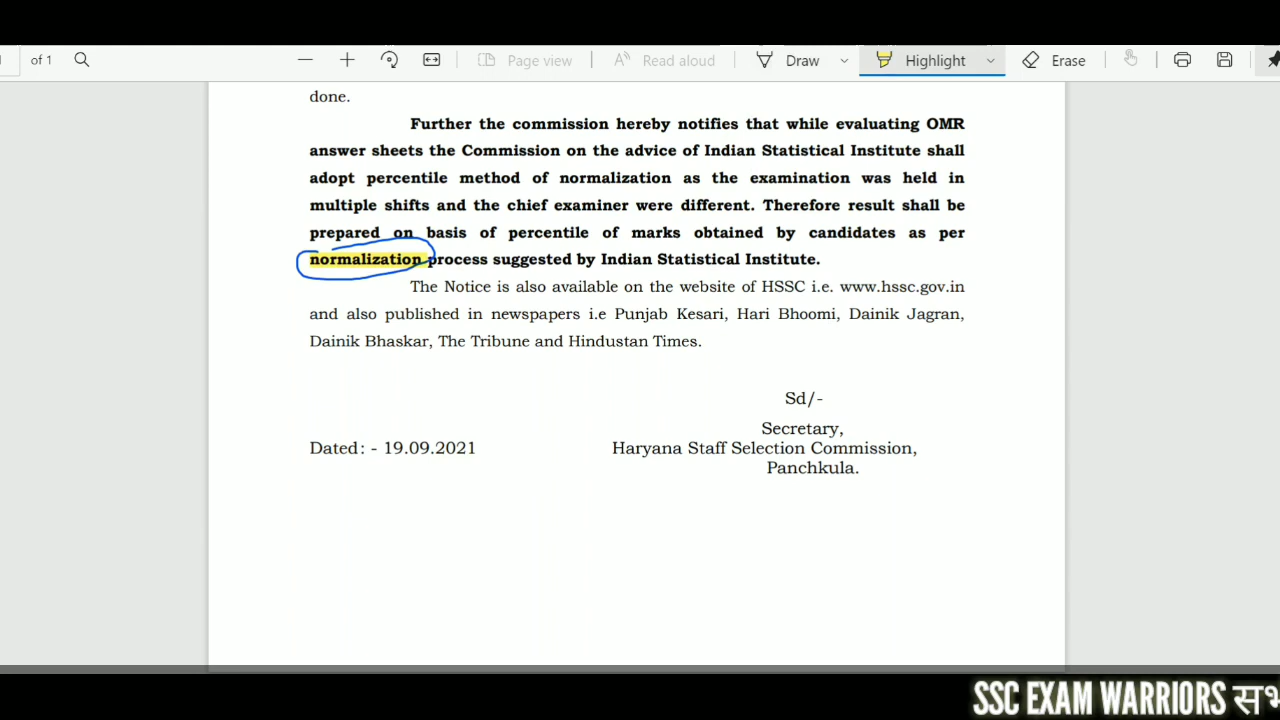 of 1
Page view
Read aloud
Draw
Highlight
Erase
done.
Further the commission hereby notifies that while evaluating OMR
answer sheets the Commission on the advice of Indian Statistical Institute shall
adopt percentile method of normalization as the examination was held in
multiple shifts and the chief examiner were different. Therefore result shall be
prepared on basis of percentile of marks obtained by candidates as per
normalization process suggested by Indian Statistical Institute.
The Notice is also available on the website of HSSC i.e. www.hssc.gov.in
and also published in newspapers i.e Punjab Kesari, Hari Bhoomi, Dainik Jagran,
Dainik Bhaskar, The Tribune and Hindustan Times.
Sd/-
Secretary,
Dated: - 19.09.2021 Haryana Staff Selection Commission,
Panchkula.
SSC EXAM WARRIORS